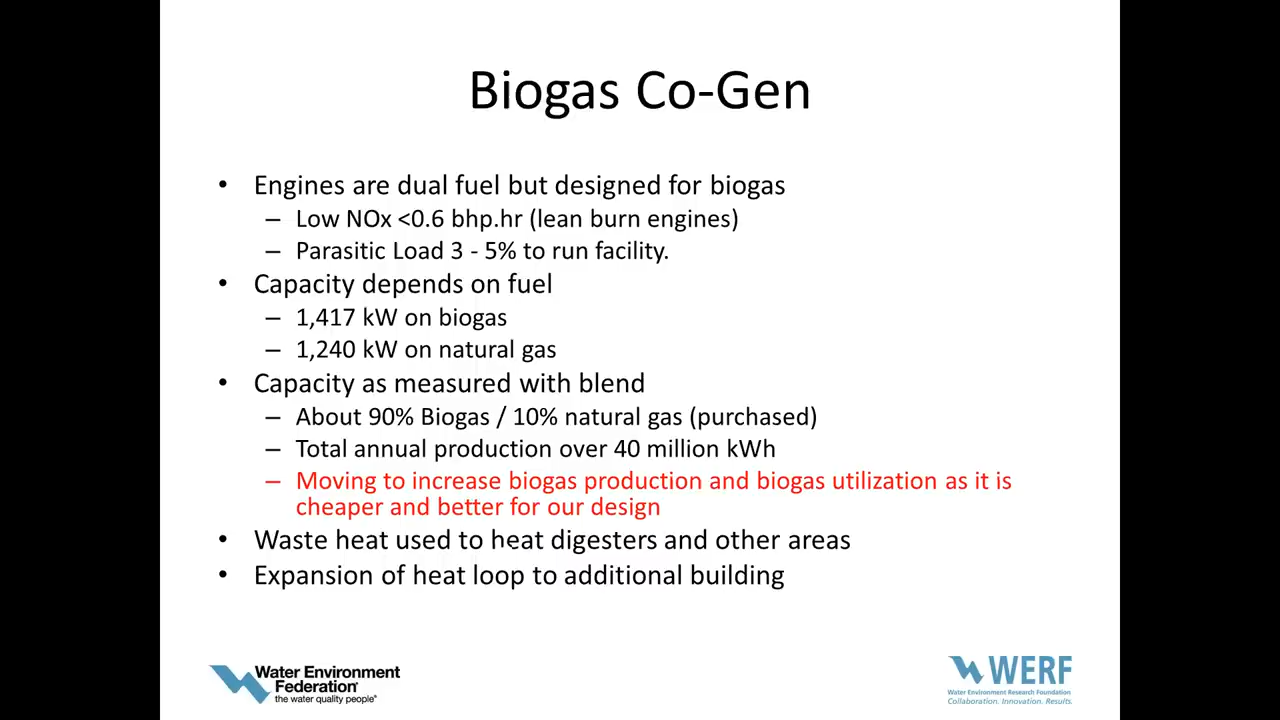 Biogas Co-Gen
• Engines are dual fuel but designed for biogas
– Low NOx <0.6 bhp.hr (lean burn engines)
– Parasitic Load 3 - 5% to run facility.
• Capacity depends on fuel
– 1,417 kW on biogas
– 1,240 kW on natural gas
• Capacity as measured with blend
– About 90% Biogas / 10% natural gas (purchased)
– Total annual production over 40 million kWh
– Moving to increase biogas production and biogas utilization as it is
cheaper and better for our design
• Waste heat used to heat digesters and other areas
• Expansion of heat loop to additional building
Water Environment
Federation
the water quality people®
WERF
Water Environment Research Foundation
Collaboration. Innovation. Results.